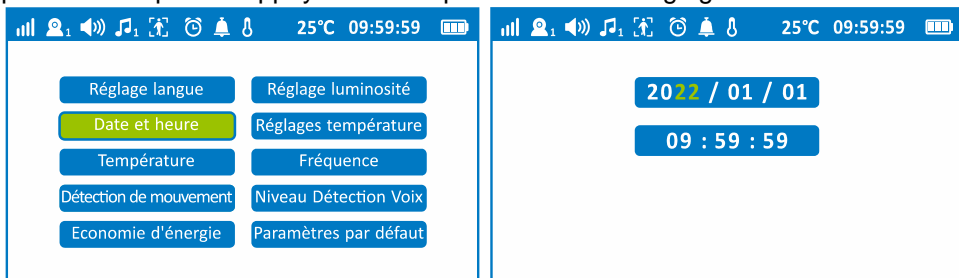 25℃ 09:59:59
Réglage langue
Réglage luminosité
Date et heure
Réglages température
Température
Fréquence
Détection de mouvement
Niveau Détection Voix
Economie d'énergie
Paramètres par défaut
25℃ 09:59:59
2022 / 01 / 01
09 : 59 : 59